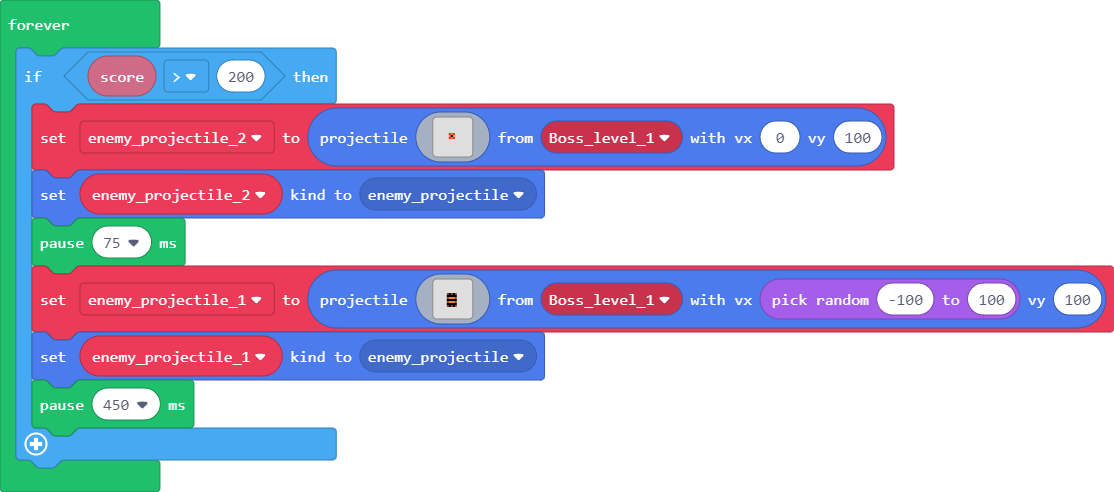 forever
if score > 200 then
set enemy_projectile_2 to projectile from Boss_level_1 with vx 0 vy 100
set enemy_projectile_2 kind to enemy_projectile
pause 75 ms
set enemy_projectile_1 to projectile from Boss_level_1 with vx pick random -100 to 100 vy 100
set enemy_projectile_1 kind to enemy_projectile
pause 450 ms